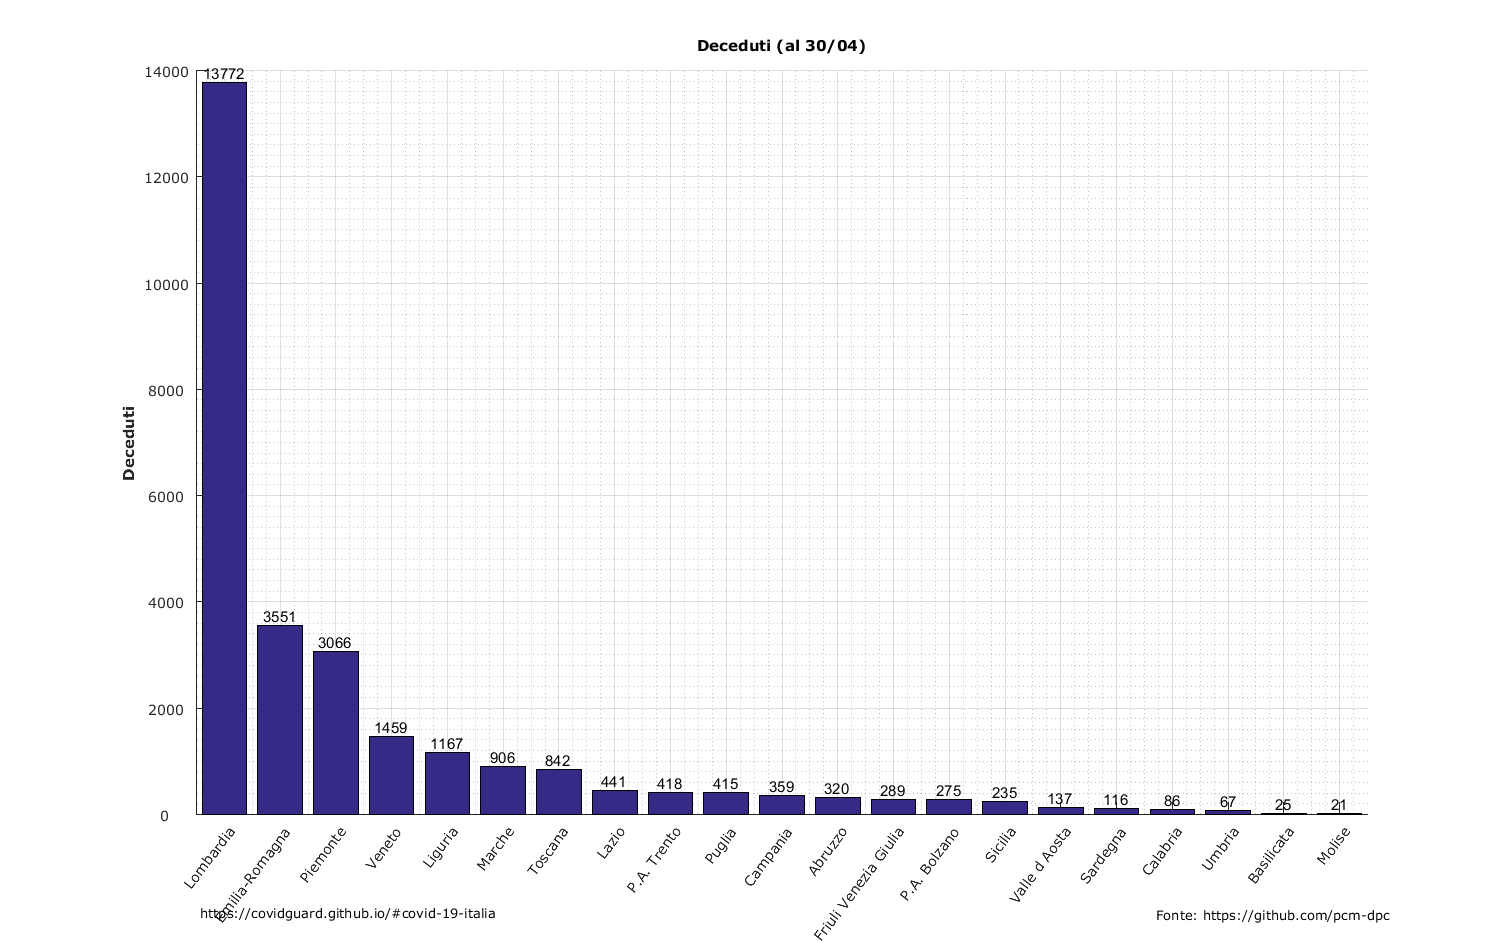 Deceduti (al 30/04)
Deceduti
14000
12000
10000
8000
6000
4000
2000
0
13772
3551
3066
1459
1167
906
842
441
418
415
359
320
289
275
235
137
116
86
67
25
21
Lombardia
Emilia-Romagna
Piemonte
Veneto
Liguria
Marche
Toscana
Lazio
P.A. Trento
Puglia
Campania
Abruzzo
Friuli Venezia Giulia
P.A. Bolzano
Sicilia
Valle d Aosta
Sardegna
Calabria
Umbria
Basilicata
Molise
https://covidguard.github.io/#covid-19-italia
Fonte: https://github.com/pcm-dpc